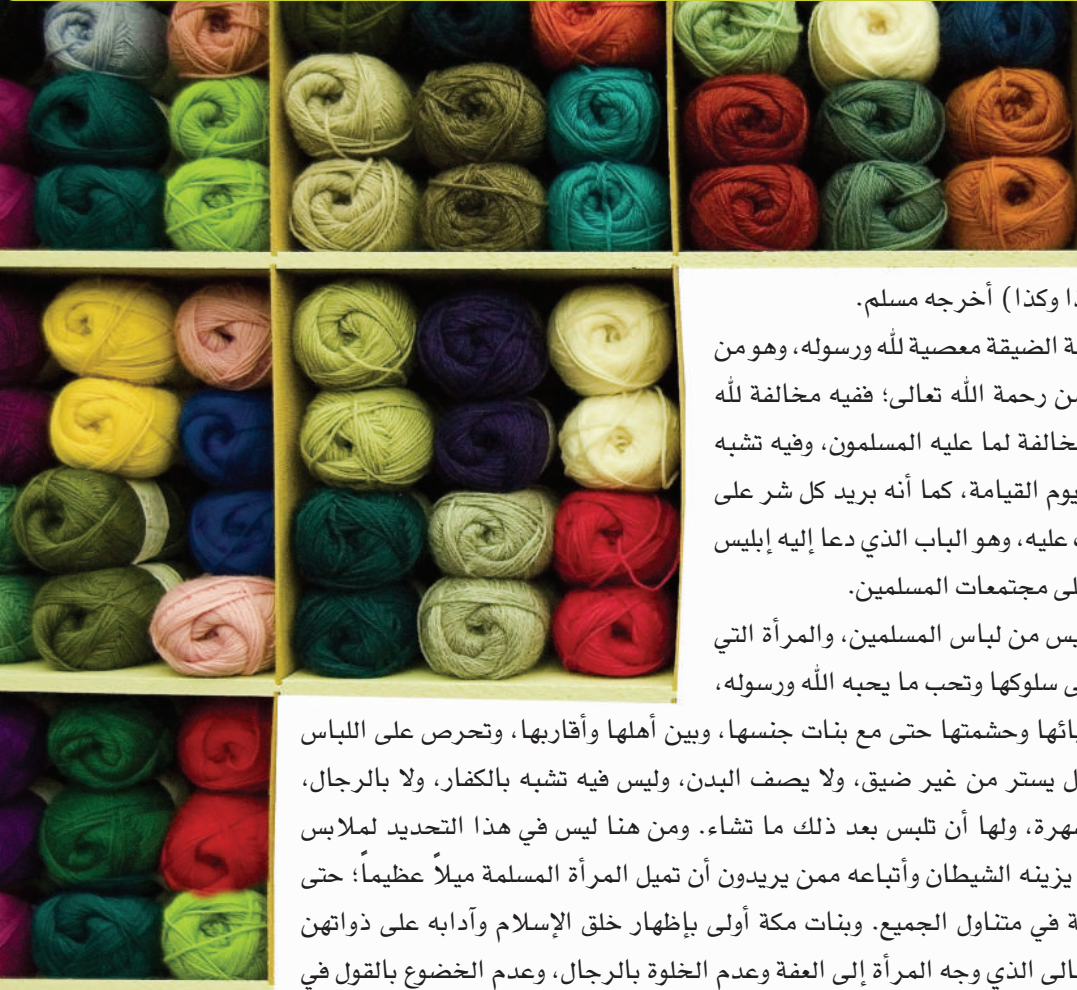 وكذا) أخرجه مسلم.
الضيقة معصية لله ورسوله، وهو من
رحمة الله تعالى؛ ففيه مخالفة لله
لما عليه المسلمون، وفيه تشبه
يوم القيامة، كما أنه بريد كل شر على
عليه، وهو الباب الذي دعا إليه إبليس
مجتمعات المسلمين.
من لباس المسلمين، والمرأة التي
سلوكها وتحب ما يحبه الله ورسوله،
وحشمتها حتى مع بنات جنسها، وبين أهلها وأقاربها، وتحرص على اللباس
يستر من غير ضيق، ولا يصف البدن، وليس فيه تشبه بالكفار، ولا بالرجال،
ولها أن تلبس بعد ذلك ما تشاء. ومن هنا ليس في هذا التحديد لملابس
يزينه الشيطان وأتباعه ممن يريدون أن تميل المرأة المسلمة ميلاً عظيماً؛ حتى
في متناول الجميع. وبنات مكة أولى بإظهار خلق الإسلام وآدابه على ذواتهن
الذي وجه المرأة إلى العفة وعدم الخلوة بالرجال، وعدم الخضوع بالقول في